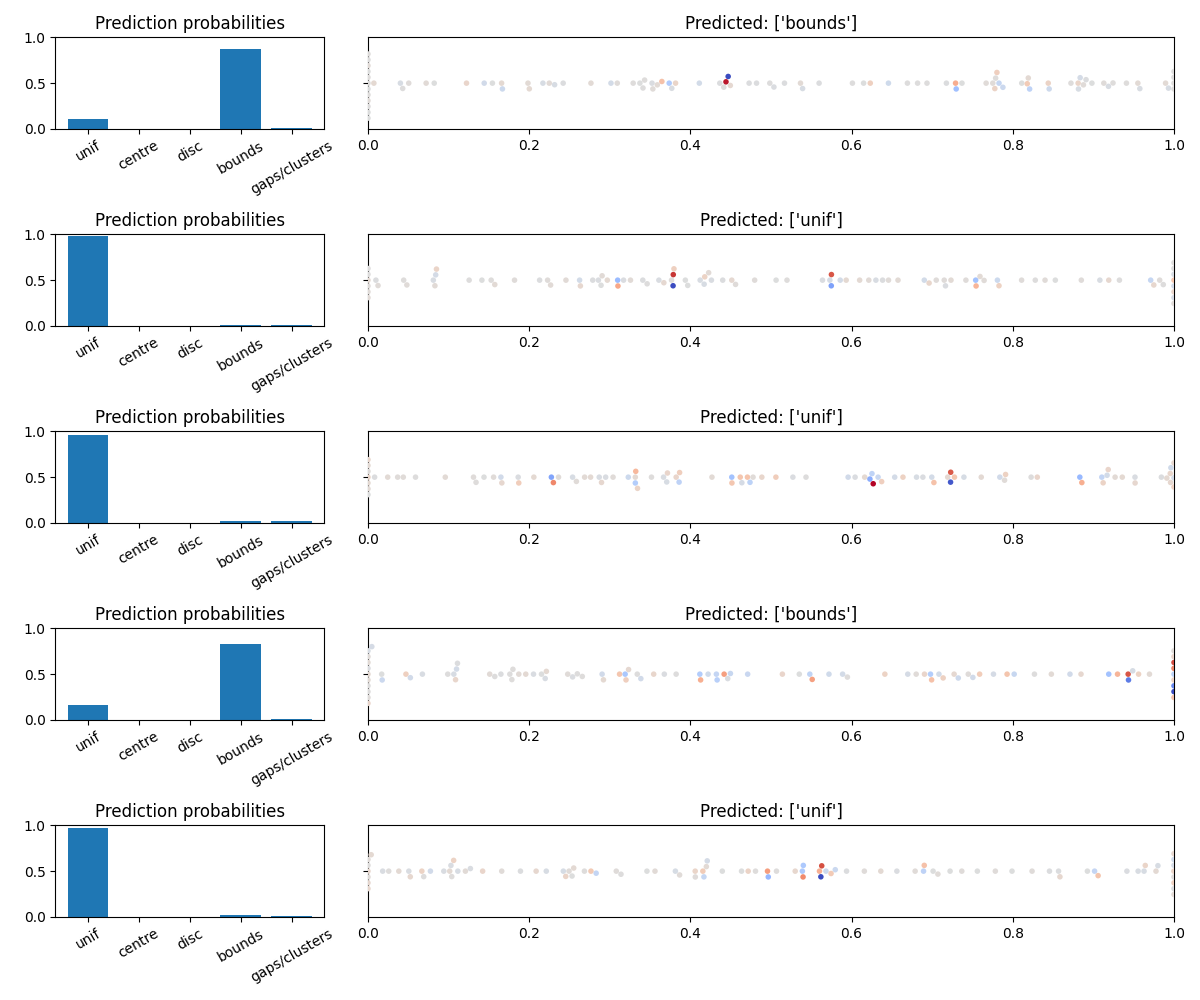 Prediction probabilities
Predicted: ['bounds']
1.0
0.5
0.0
unif
centre
disc
bounds
gaps/clusters
0.0 0.2 0.4 0.6 0.8 1.0
Prediction probabilities
Predicted: ['unif']
1.0
0.5
0.0
unif
centre
disc
bounds
gaps/clusters
0.0 0.2 0.4 0.6 0.8 1.0
Prediction probabilities
Predicted: ['unif']
1.0
0.5
0.0
unif
centre
disc
bounds
gaps/clusters
0.0 0.2 0.4 0.6 0.8 1.0
Prediction probabilities
Predicted: ['bounds']
1.0
0.5
0.0
unif
centre
disc
bounds
gaps/clusters
0.0 0.2 0.4 0.6 0.8 1.0
Prediction probabilities
Predicted: ['unif']
1.0
0.5
0.0
unif
centre
disc
bounds
gaps/clusters
0.0 0.2 0.4 0.6 0.8 1.0